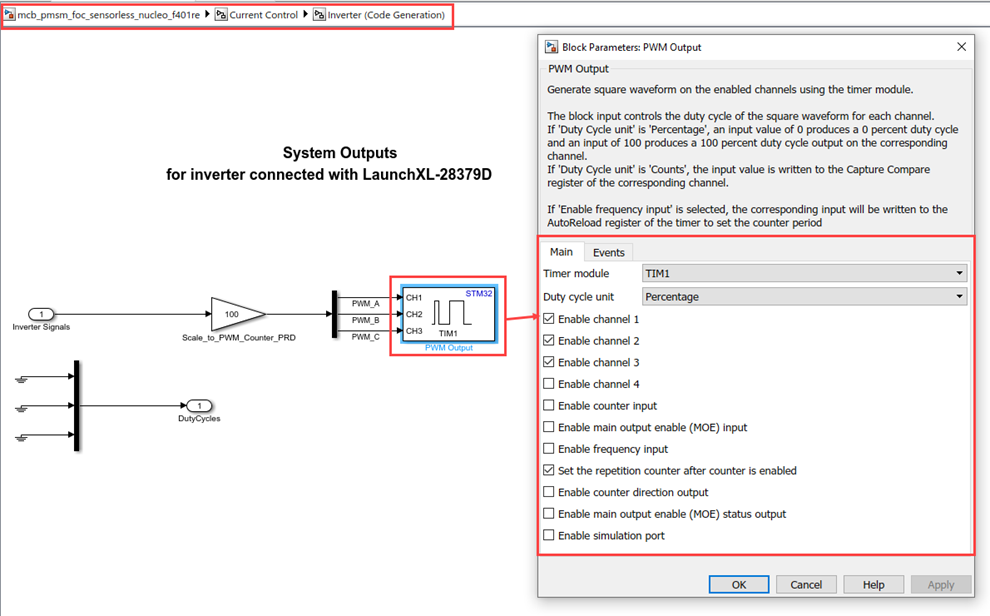 mcb_pmsm_foc_sensorless_nucleo_f401re Current Control Inverter (Code Generation)
System Outputs
for inverter connected with LaunchXL-28379D
1
Inverter Signals
100
Scale_to_PWM_Counter_PRD
PWM_A
PWM_B
PWM_C
STM32
CH1
CH2
CH3
TIM1
PWM Output
1
DutyCycles
Block Parameters: PWM Output
PWM Output
Generate square waveform on the enabled channels using the timer module.
The block input controls the duty cycle of the square waveform for each channel.
If 'Duty Cycle unit' is 'Percentage', an input value of 0 produces a 0 percent duty cycle
and an input of 100 produces a 100 percent duty cycle output on the corresponding
channel.
If 'Duty Cycle unit' is 'Counts', the input value is written to the Capture Compare
register of the corresponding channel.
If 'Enable frequency input' is selected, the corresponding input will be written to the
AutoReload register of the timer to set the counter period
Main Events
Timer module TIM1
Duty cycle unit Percentage
Enable channel 1
Enable channel 2
Enable channel 3
Enable channel 4
Enable counter input
Enable main output enable (MOE) input
Enable frequency input
Set the repetition counter after counter is enabled
Enable counter direction output
Enable main output enable (MOE) status output
Enable simulation port
OK Cancel Help Apply